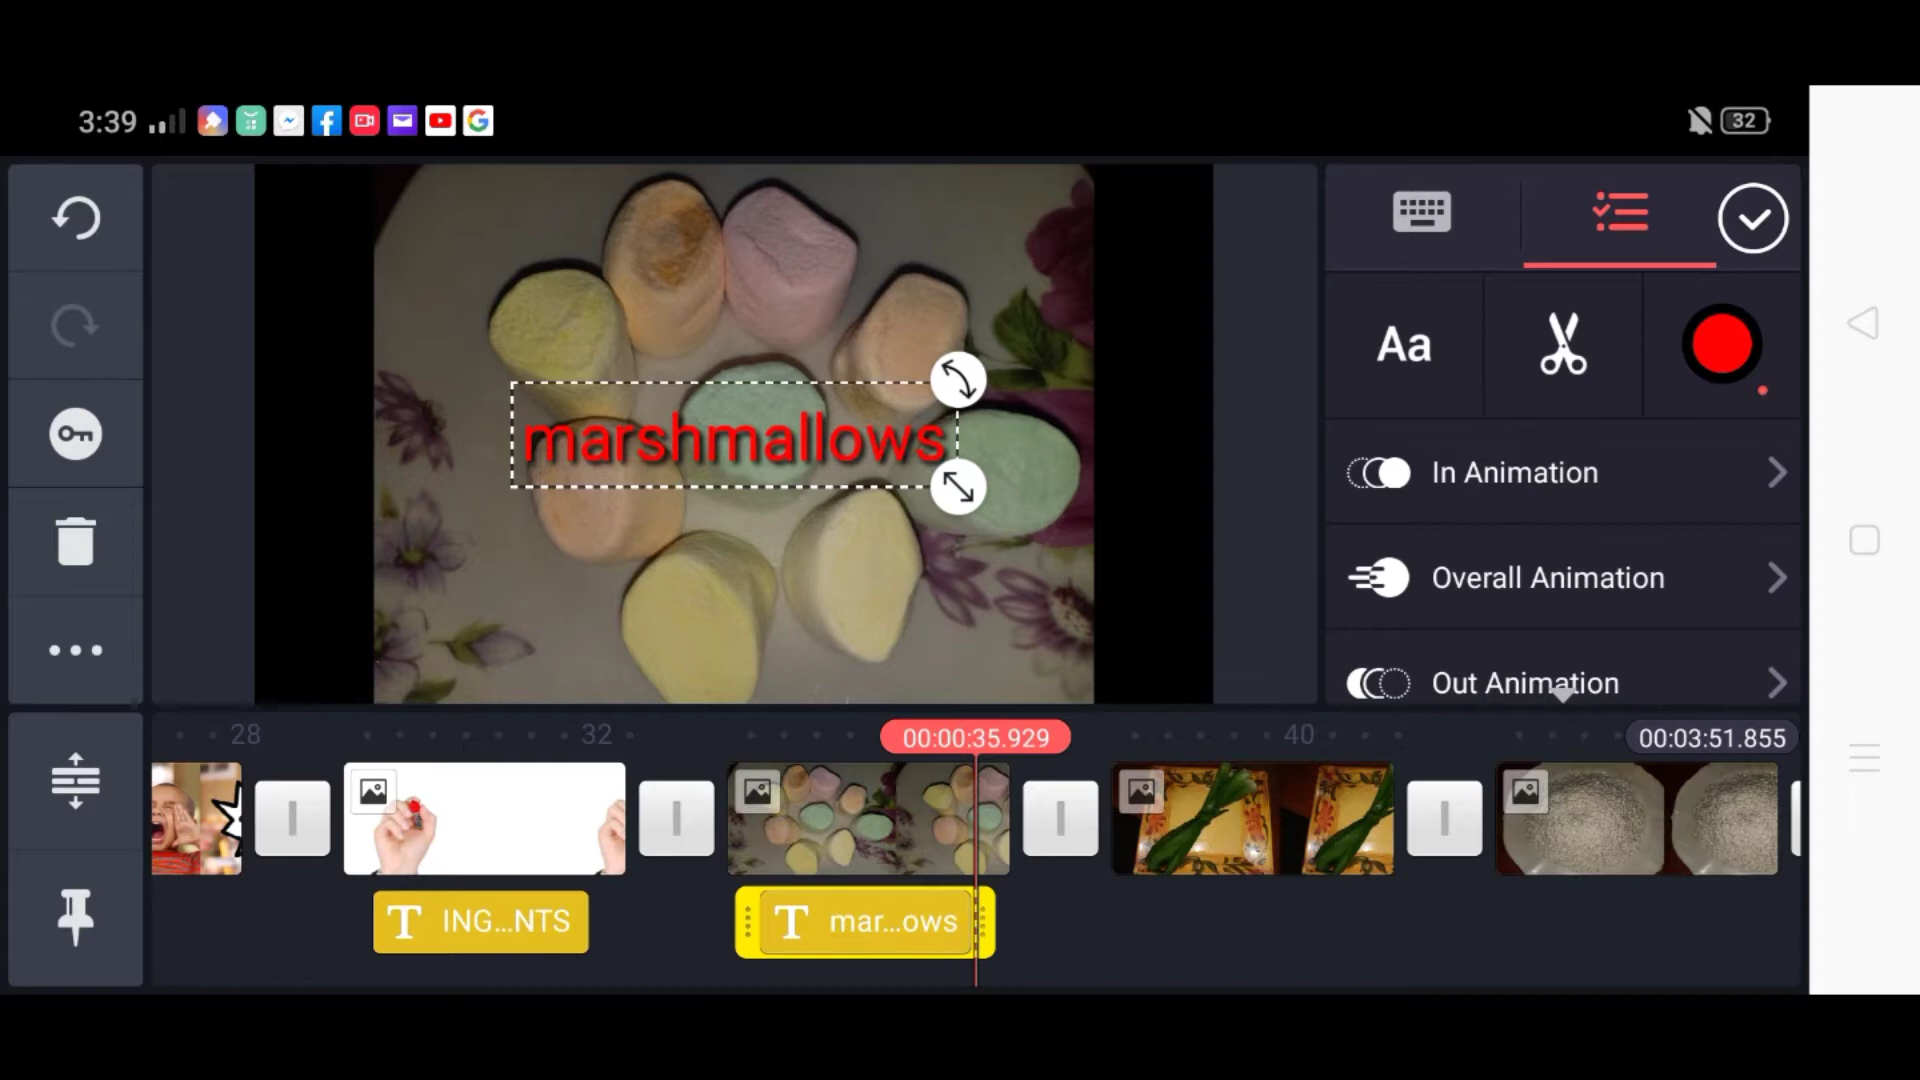 3:39
32
marshmallows
Aa
In Animation
Overall Animation
Out Animation
28
32
00:00:35.929
40
00:03:51.855
T ING...NTS
T mar...ows